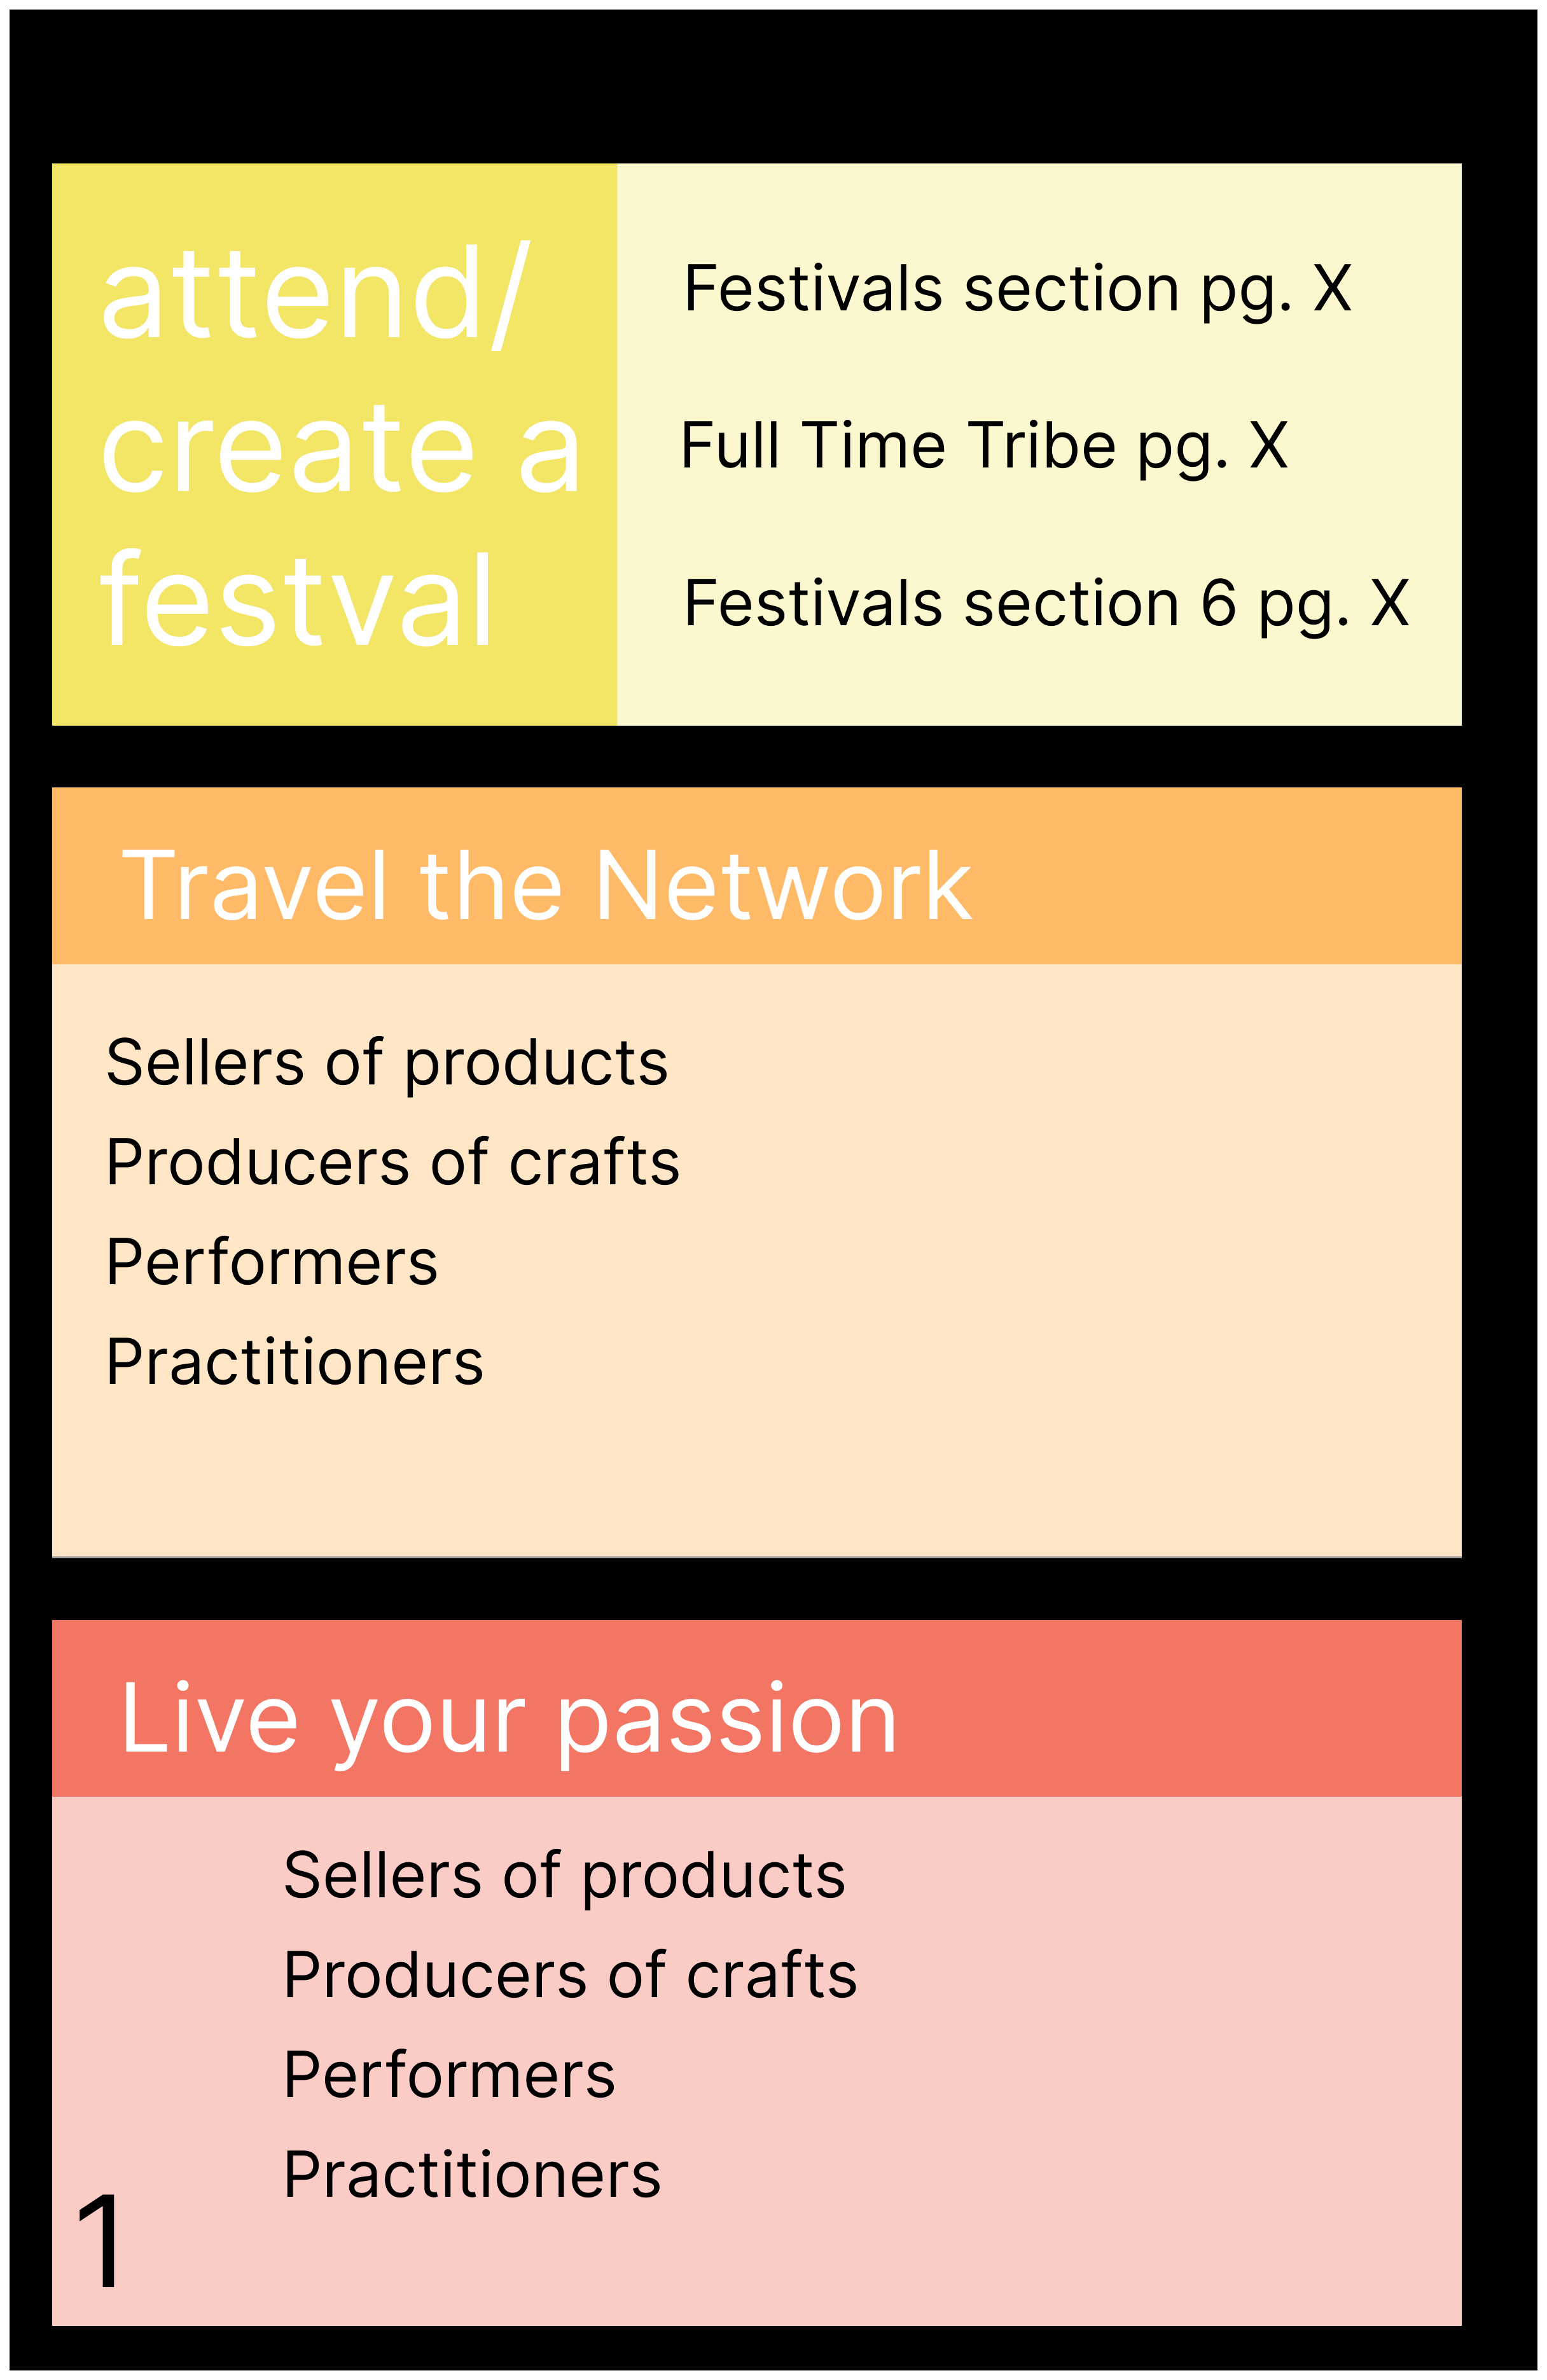 attend/
create a
festval
Festivals section pg. X
Full Time Tribe pg. X
Festivals section 6 pg. X
Travel the Network
Sellers of products
Producers of crafts
Performers
Practitioners
Live your passion
Sellers of products
Producers of crafts
Performers
Practitioners
1